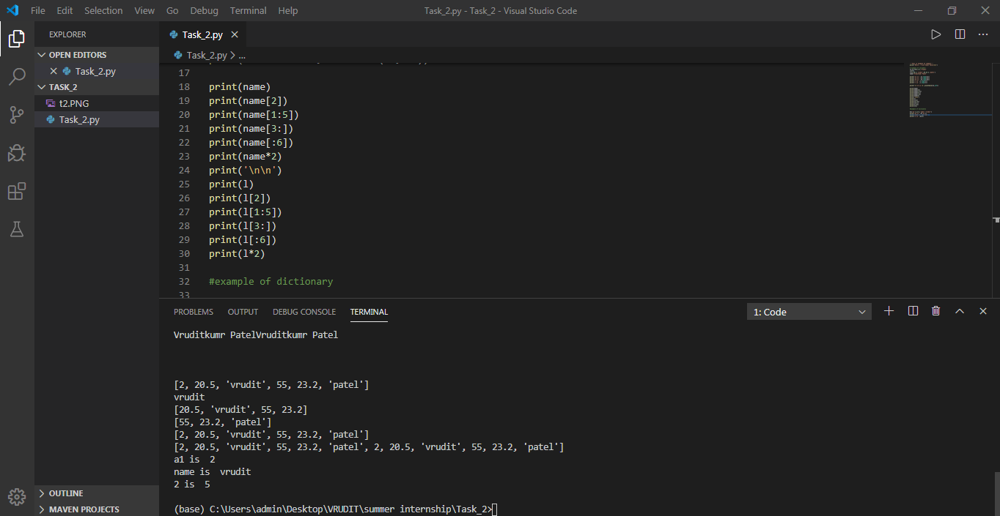 File Edit Selection View Go Debug Terminal Help
Task_2.py - Task_2 - Visual Studio Code
EXPLORER
OPEN EDITORS
Task_2.py
TASK_2
t2.PNG
Task_2.py
OUTLINE
MAVEN PROJECTS
Task_2.py
Task_2.py > ...
17
18 print(name)
19 print(name[2])
20 print(name[1:5])
21 print(name[3:])
22 print(name[:6])
23 print(name*2)
24 print('\n\n')
25 print(l)
26 print(l[2])
27 print(l[1:5])
28 print(l[3:])
29 print(l[:6])
30 print(l*2)
31
32 #example of dictionary
33
PROBLEMS OUTPUT DEBUG CONSOLE TERMINAL
1: Code
Vruditkumr PatelVruditkumr Patel
[2, 20.5, 'vrudit', 55, 23.2, 'patel']
vrudit
[20.5, 'vrudit', 55, 23.2]
[55, 23.2, 'patel']
[2, 20.5, 'vrudit', 55, 23.2, 'patel']
[2, 20.5, 'vrudit', 55, 23.2, 'patel', 2, 20.5, 'vrudit', 55, 23.2, 'patel']
a1 is  2
name is  vrudit
2 is  5
(base) C:\Users\admin\Desktop\VRUDIT\summer internship\Task_2>